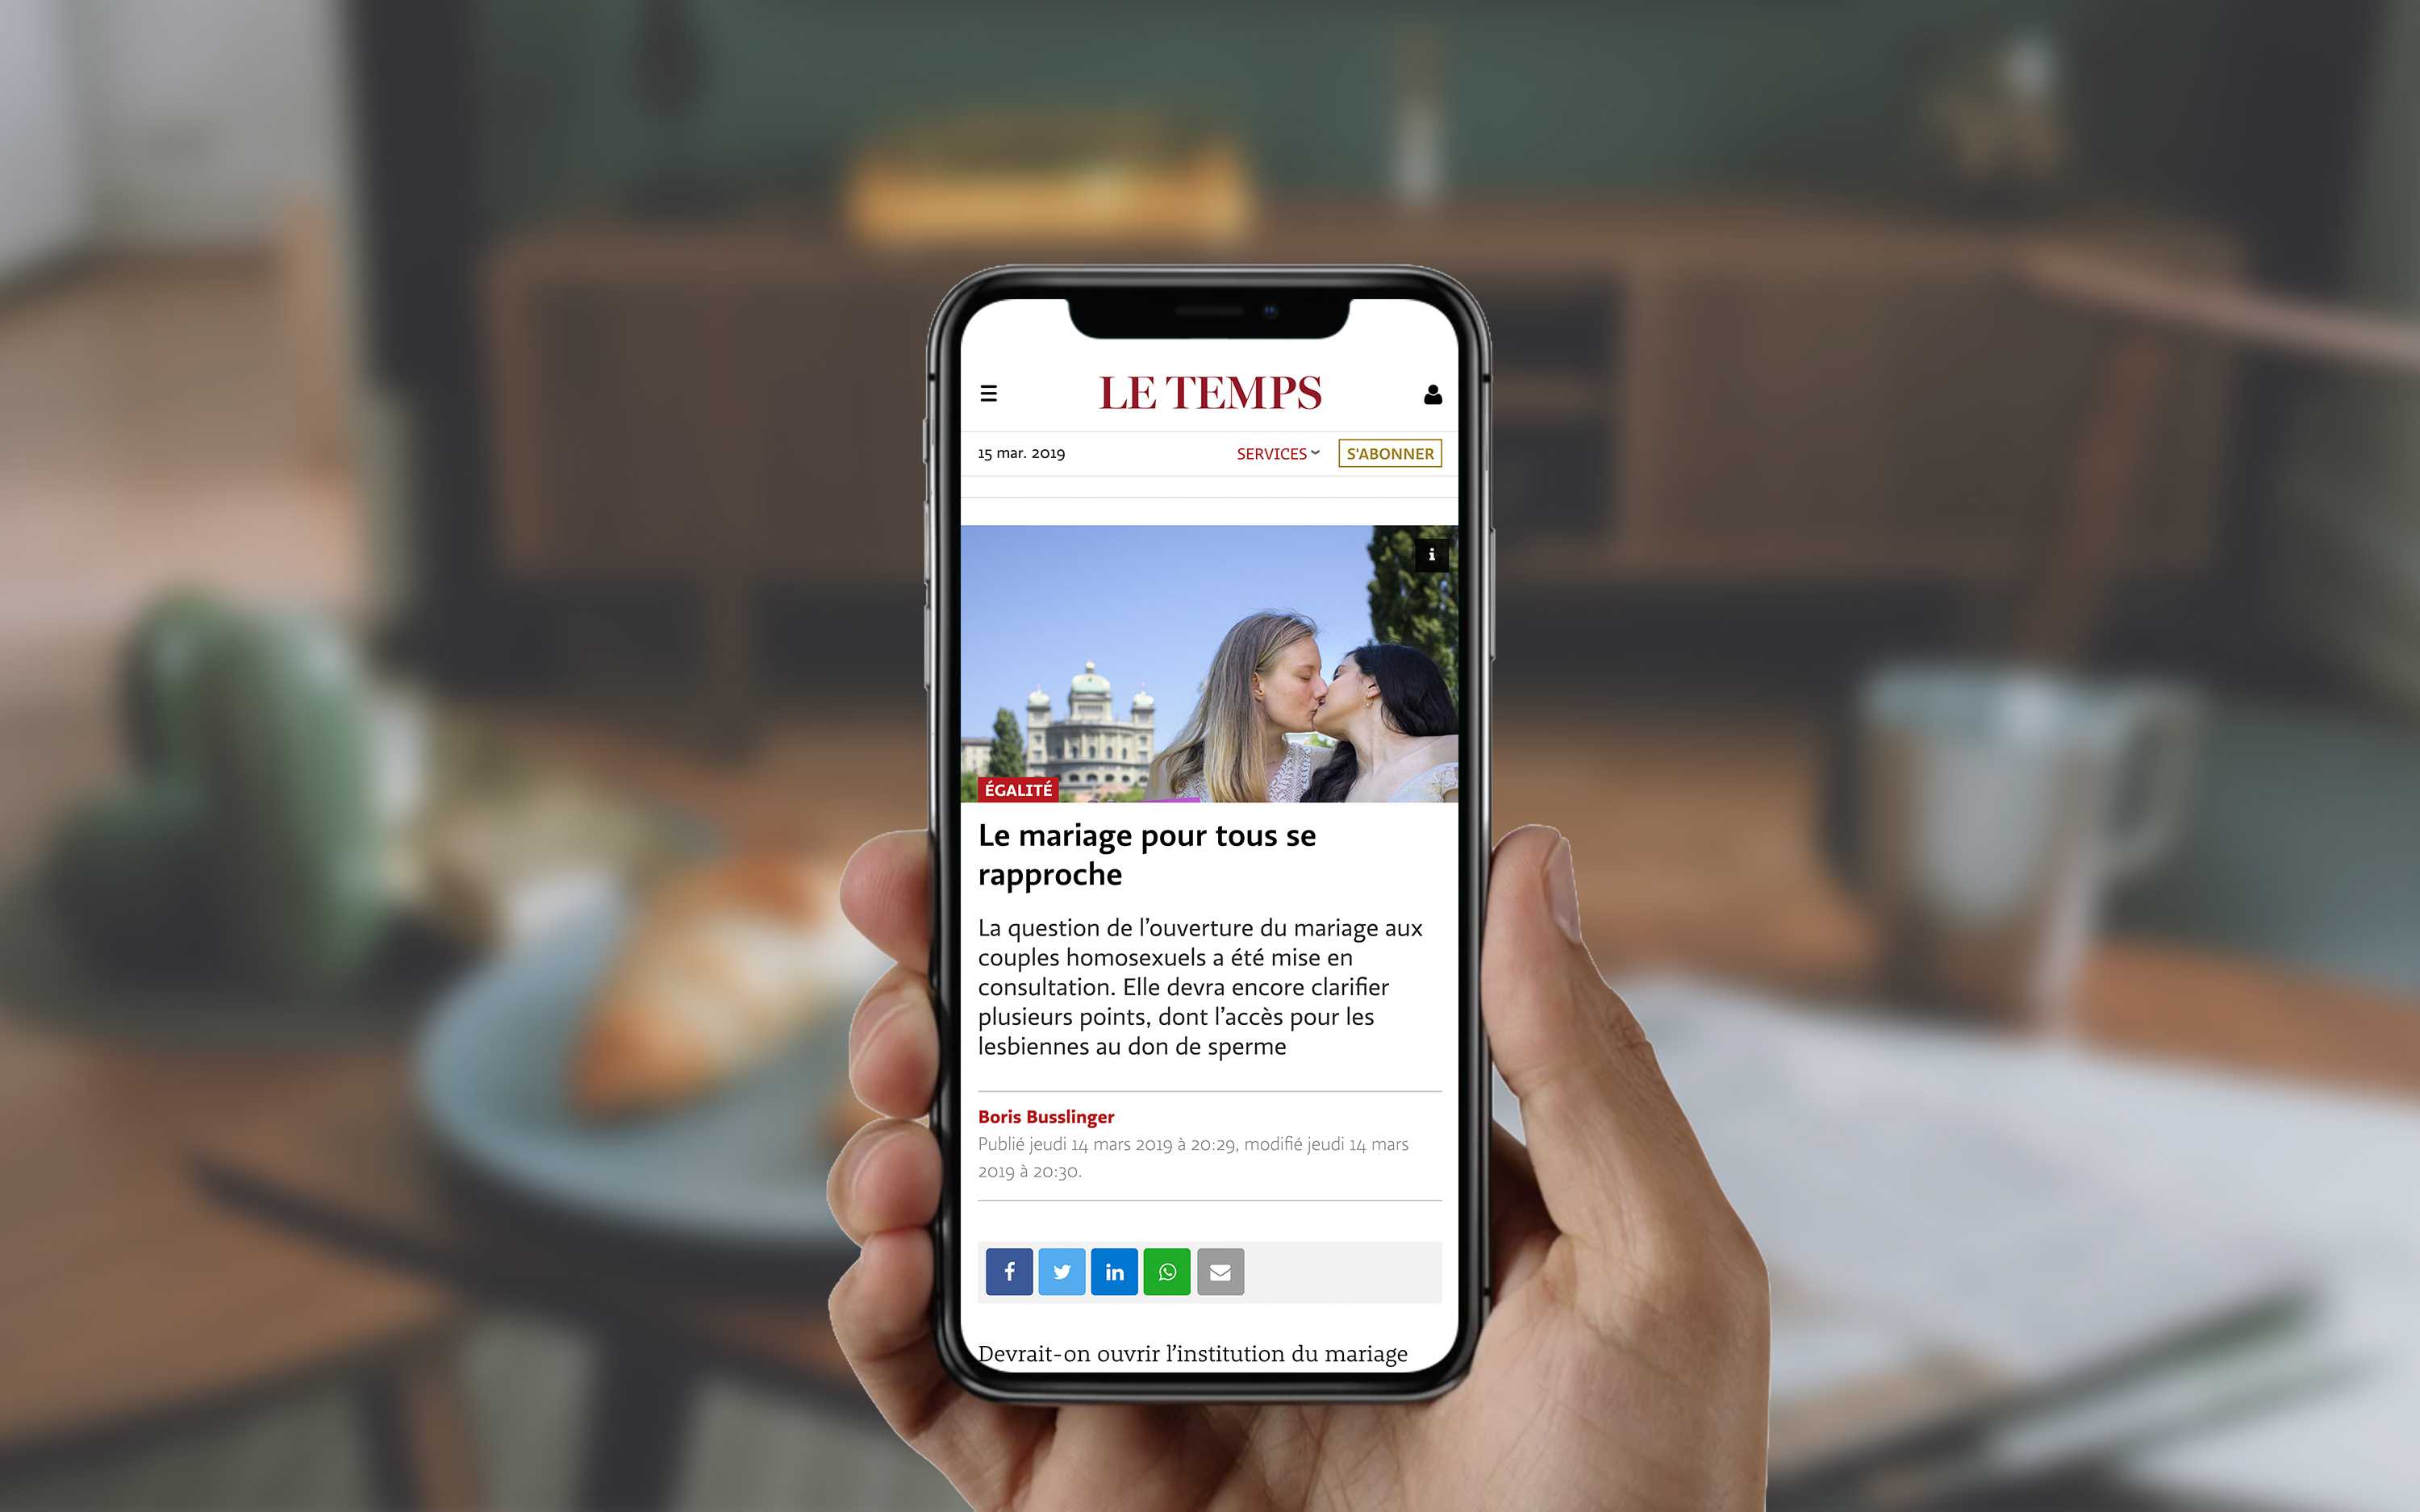 LE TEMPS
15 mar. 2019 SERVICES S'ABONNER
i
ÉGALITÉ
Le mariage pour tous se
rapproche
La question de l’ouverture du mariage aux
couples homosexuels a été mise en
consultation. Elle devra encore clarifier
plusieurs points, dont l’accès pour les
lesbiennes au don de sperme
Boris Busslinger
Publié jeudi 14 mars 2019 à 20:29, modifié jeudi 14 mars
2019 à 20:30.
f in
Devrait-on ouvrir l’institution du mariage